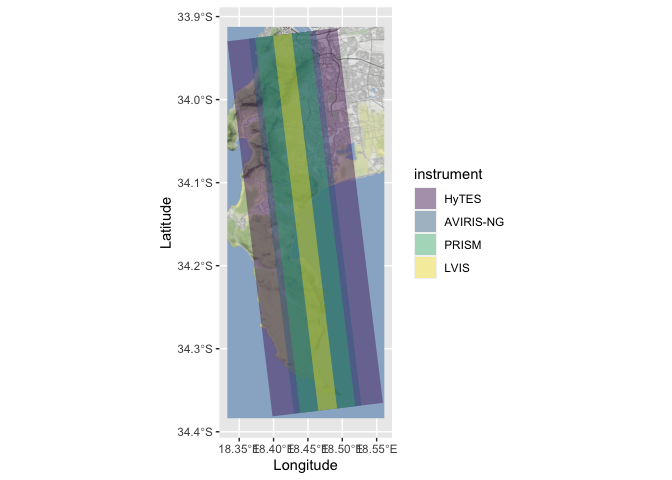 33.9°S
34.0°S
34.1°S
34.2°S
34.3°S
34.4°S
Latitude
18.35°E 18.40°E 18.45°E 18.50°E 18.55°E
Longitude
instrument
HyTES
AVIRIS-NG
PRISM
LVIS